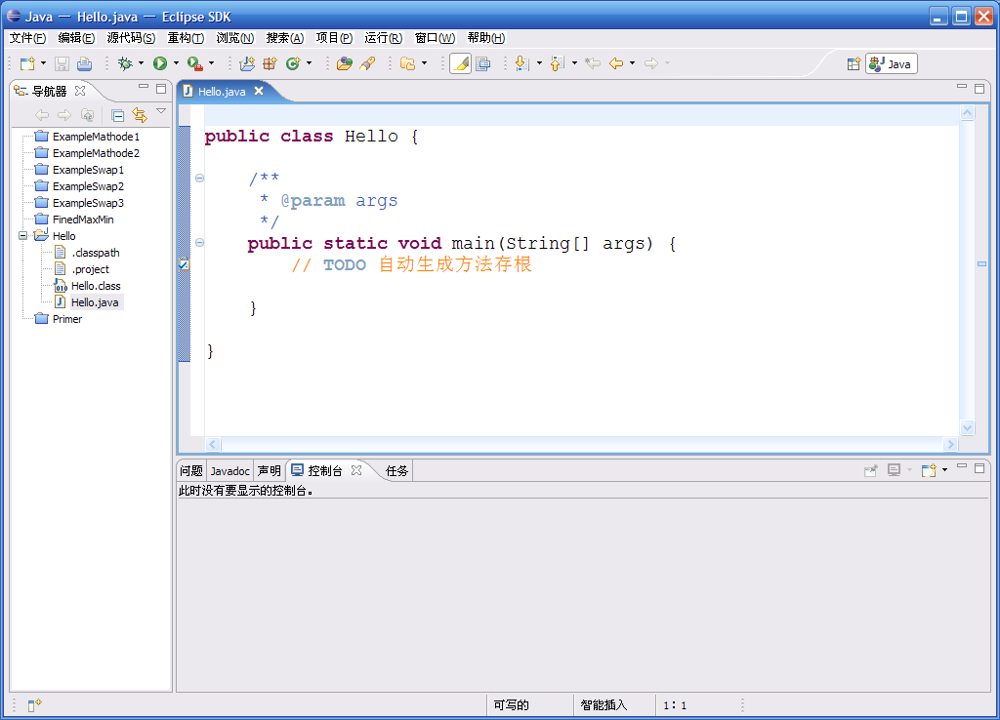 Java — Hello.java — Eclipse SDK
文件(F) 编辑(E) 源代码(S) 重构(T) 浏览(N) 搜索(A) 项目(P) 运行(R) 窗口(W) 帮助(H)
Java
导航器
ExampleMathode1
ExampleMathode2
ExampleSwap1
ExampleSwap2
ExampleSwap3
FinedMaxMin
Hello
.classpath
.project
Hello.class
Hello.java
Primer
Hello.java
public class Hello {
/**
* @param args
*/
public static void main(String[] args) {
// TODO 自动生成方法存根
}
}
问题 Javadoc 声明 控制台 任务
此时没有要显示的控制台。
可写的 智能插入 1 : 1